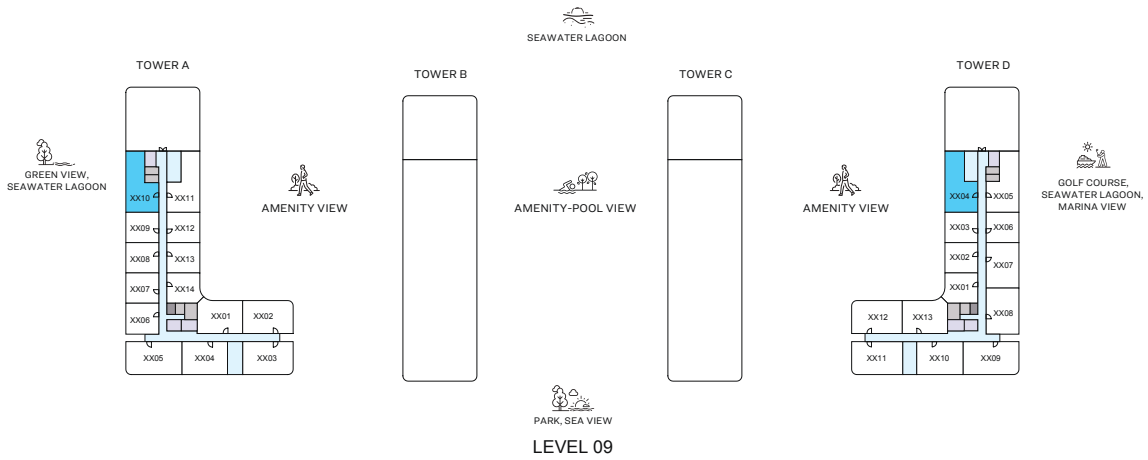 SEAWATER LAGOON
TOWER A
TOWER B
TOWER C
TOWER D
GREEN VIEW,
SEAWATER LAGOON
AMENITY VIEW
AMENITY-POOL VIEW
AMENITY VIEW
GOLF COURSE,
SEAWATER LAGOON,
MARINA VIEW
XX10
XX11
XX09
XX12
XX08
XX13
XX07
XX14
XX06
XX01
XX02
XX05
XX04
XX03
XX04
XX05
XX03
XX06
XX02
XX07
XX01
XX12
XX13
XX08
XX11
XX10
XX09
PARK, SEA VIEW
LEVEL 09